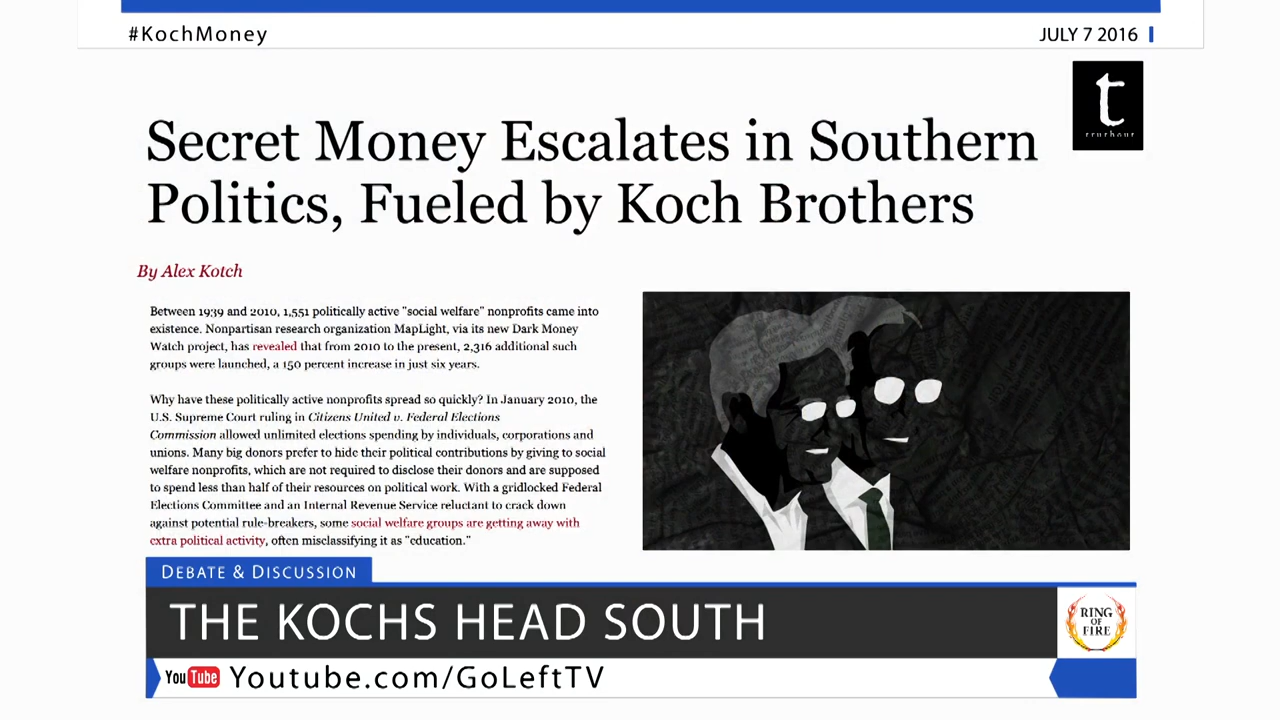 #KochMoney
JULY 7 2016
t
truthout
Secret Money Escalates in Southern
Politics, Fueled by Koch Brothers
By Alex Kotch
Between 1939 and 2010, 1,551 politically active "social welfare" nonprofits came into
existence. Nonpartisan research organization MapLight, via its new Dark Money
Watch project, has revealed that from 2010 to the present, 2,316 additional such
groups were launched, a 150 percent increase in just six years.
Why have these politically active nonprofits spread so quickly? In January 2010, the
U.S. Supreme Court ruling in Citizens United v. Federal Elections
Commission allowed unlimited elections spending by individuals, corporations and
unions. Many big donors prefer to hide their political contributions by giving to social
welfare nonprofits, which are not required to disclose their donors and are supposed
to spend less than half of their resources on political work. With a gridlocked Federal
Elections Committee and an Internal Revenue Service reluctant to crack down
against potential rule-breakers, some social welfare groups are getting away with
extra political activity, often misclassifying it as "education."
DEBATE & DISCUSSION
THE KOCHS HEAD SOUTH
RING
OF
FIRE
YouTube Youtube.com/GoLeftTV